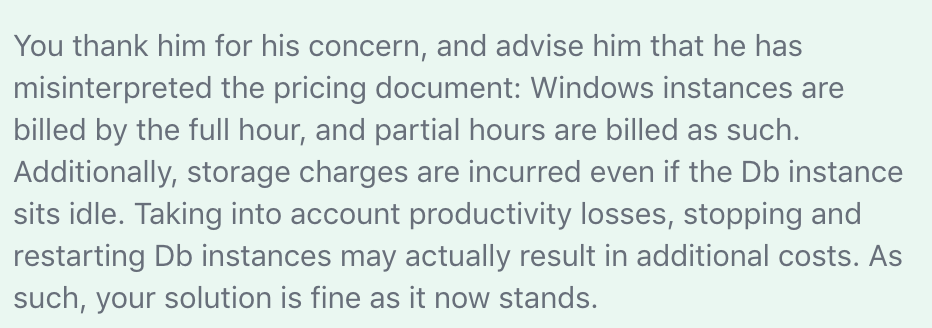 You thank him for his concern, and advise him that he has
misinterpreted the pricing document: Windows instances are
billed by the full hour, and partial hours are billed as such.
Additionally, storage charges are incurred even if the Db instance
sits idle. Taking into account productivity losses, stopping and
restarting Db instances may actually result in additional costs. As
such, your solution is fine as it now stands.